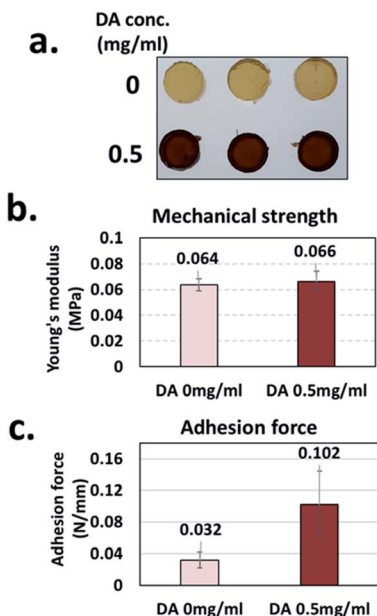 DA conc.
(mg/ml)
a.
0
0.5
b.
Mechanical strength
Young's modulus
(MPa)
0.1
0.08
0.06
0.04
0.02
0
0.064
0.066
DA 0mg/ml DA 0.5mg/ml
c.
Adhesion force
Adhesion force
(N/mm)
0.16
0.12
0.08
0.04
0
0.032
0.102
DA 0mg/ml DA 0.5mg/ml